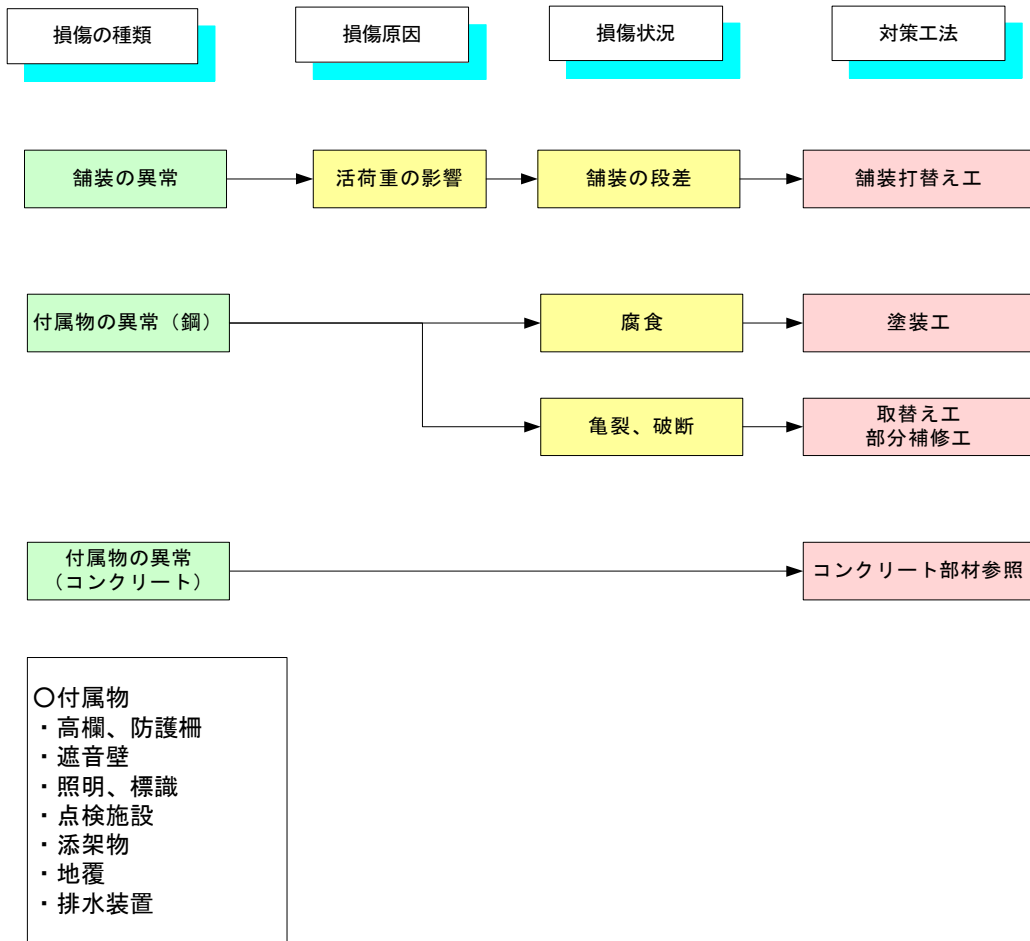 損傷の種類
損傷原因
損傷状況
対策工法
舗装の異常
活荷重の影響
舗装の段差
舗装打替え工
付属物の異常（鋼）
腐食
塗装工
亀裂、破断
取替え工
部分補修工
付属物の異常
（コンクリート）
コンクリート部材参照
〇付属物
・高欄、防護柵
・遮音壁
・照明、標識
・点検施設
・添架物
・地覆
・排水装置